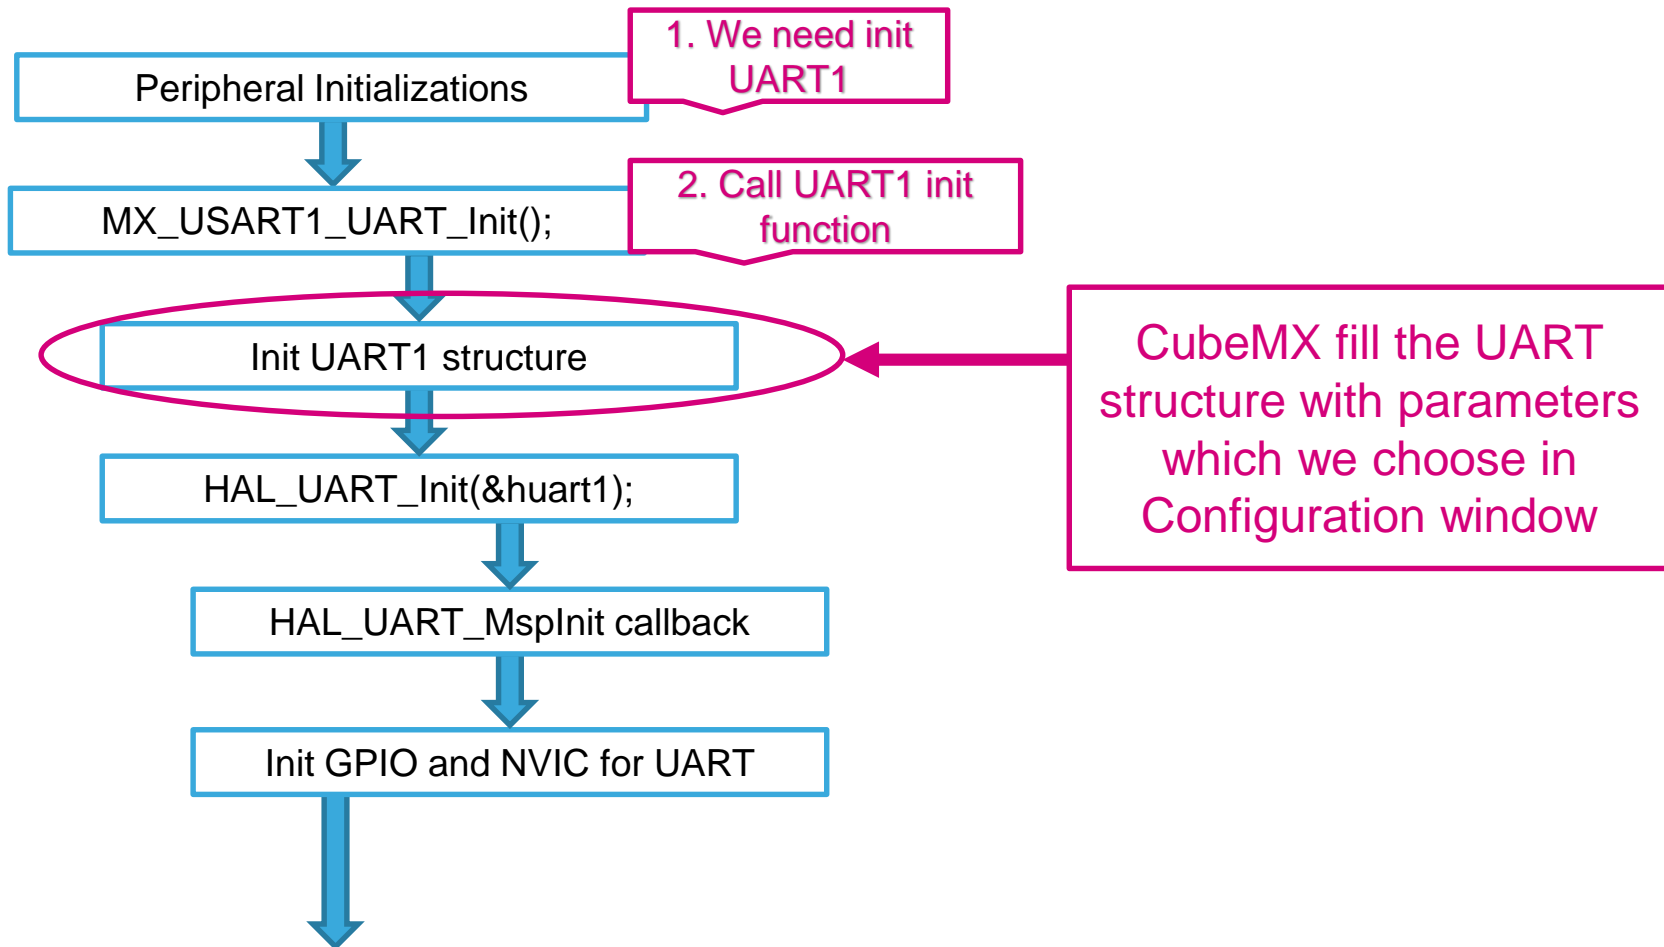 1. We need init
UART1
Peripheral Initializations
2. Call UART1 init
function
MX_USART1_UART_Init();
Init UART1 structure
CubeMX fill the UART
structure with parameters
which we choose in
Configuration window
HAL_UART_Init(&huart1);
HAL_UART_MspInit callback
Init GPIO and NVIC for UART